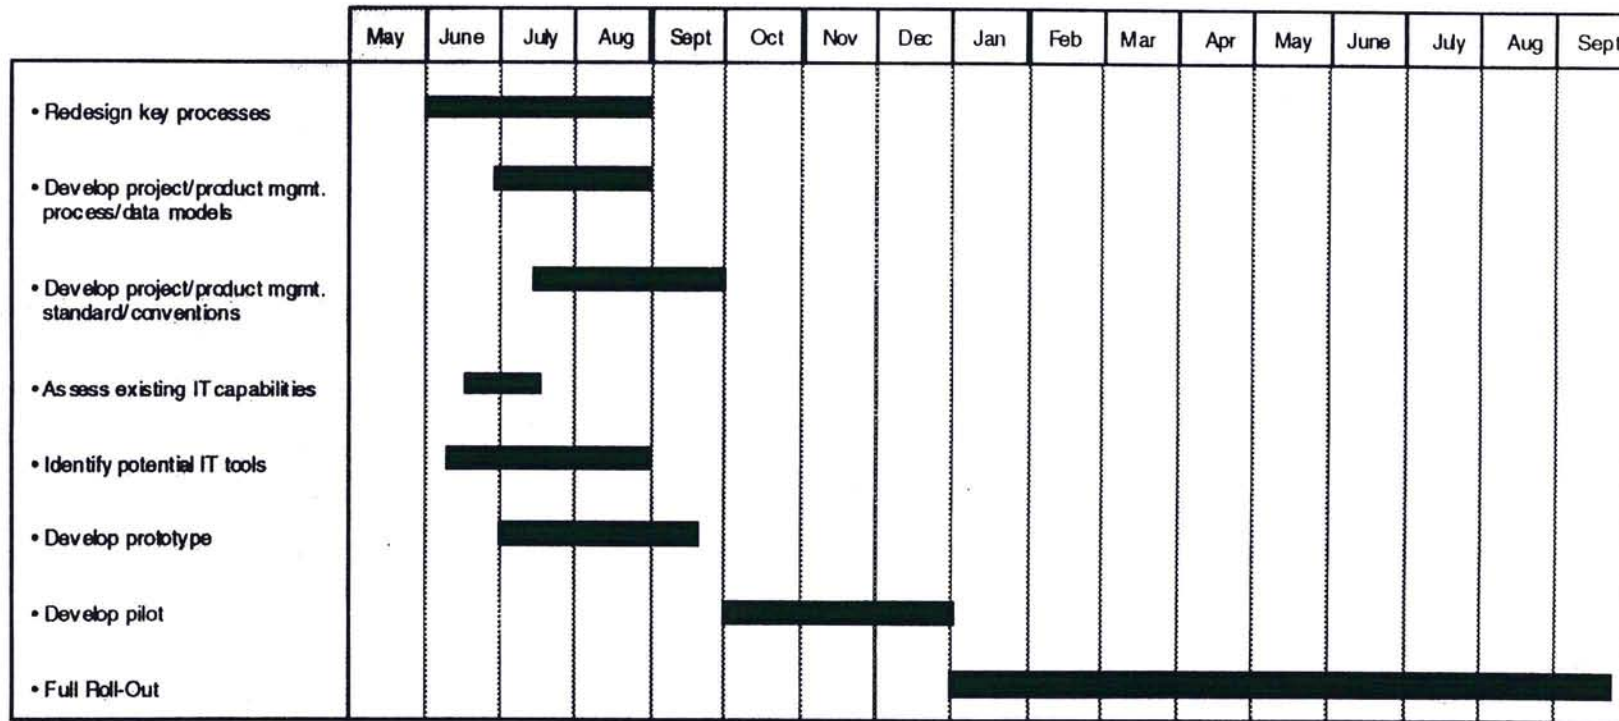 May June July Aug Sept Oct Nov Dec Jan Feb Mar Apr May June July Aug Sept
• Redesign key processes
• Develop project/product mgmt.
process/data models
• Develop project/product mgmt.
standard/conventions
• Assess existing IT capabilities
• Identify potential IT tools
• Develop prototype
• Develop pilot
• Full Roll-Out